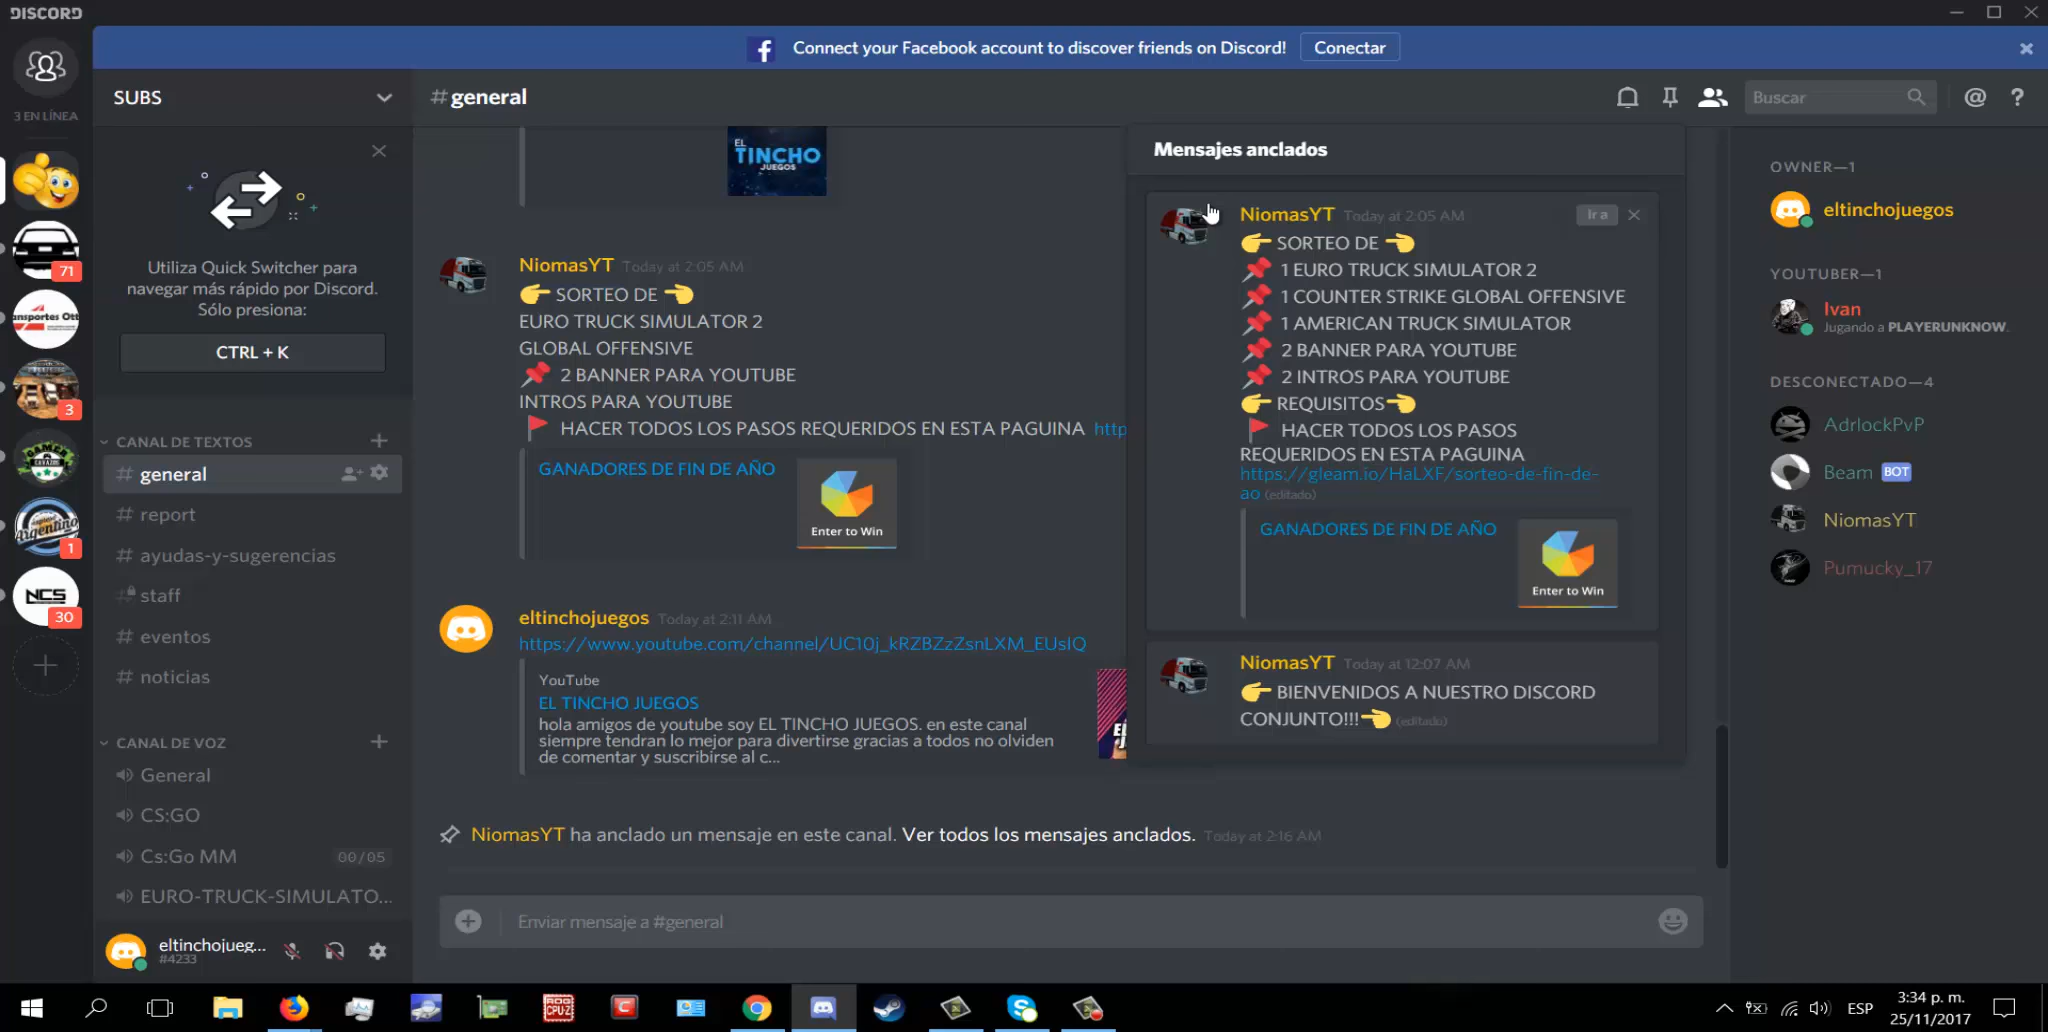 DISCORD
Connect your Facebook account to discover friends on Discord!
Conectar
3 EN LÍNEA
71
3
1
NCS
30
SUBS
Utiliza Quick Switcher para
navegar más rápido por Discord.
Sólo presiona:
CTRL + K
CANAL DE TEXTOS
# general
# report
# ayudas-y-sugerencias
# staff
# eventos
# noticias
CANAL DE VOZ
General
CS:GO
Cs:Go MM 00/05
EURO-TRUCK-SIMULATO...
eltinchojueg...
#4233
# general
Buscar
EL
TINCHO
JUEGOS
NiomasYT Today at 2:05 AM
SORTEO DE
EURO TRUCK SIMULATOR 2
GLOBAL OFFENSIVE
2 BANNER PARA YOUTUBE
INTROS PARA YOUTUBE
HACER TODOS LOS PASOS REQUERIDOS EN ESTA PAGUINA http
GANADORES DE FIN DE AÑO
Enter to Win
eltinchojuegos Today at 2:11 AM
https://www.youtube.com/channel/UC10j_kRZBZzZsnLXM_EUsIQ
YouTube
EL TINCHO JUEGOS
hola amigos de youtube soy EL TINCHO JUEGOS. en este canal
siempre tendran lo mejor para divertirse gracias a todos no olviden
de comentar y suscribirse al c...
NiomasYT ha anclado un mensaje en este canal. Ver todos los mensajes anclados. Today at 2:16 AM
Enviar mensaje a #general
Mensajes anclados
NiomasYT Today at 2:05 AM
Ir a
SORTEO DE
1 EURO TRUCK SIMULATOR 2
1 COUNTER STRIKE GLOBAL OFFENSIVE
1 AMERICAN TRUCK SIMULATOR
2 BANNER PARA YOUTUBE
2 INTROS PARA YOUTUBE
REQUISITOS
HACER TODOS LOS PASOS
REQUERIDOS EN ESTA PAGUINA
https://gleam.io/HaLXF/sorteo-de-fin-de-
ao (editado)
GANADORES DE FIN DE AÑO
Enter to Win
NiomasYT Today at 12:07 AM
BIENVENIDOS A NUESTRO DISCORD
CONJUNTO!!! (editado)
OWNER—1
eltinchojuegos
YOUTUBER—1
Ivan
Jugando a PLAYERUNKNOW.
DESCONECTADO—4
AdrlockPvP
Beam BOT
NiomasYT
Pumucky_17
ESP
3:34 p. m.
25/11/2017